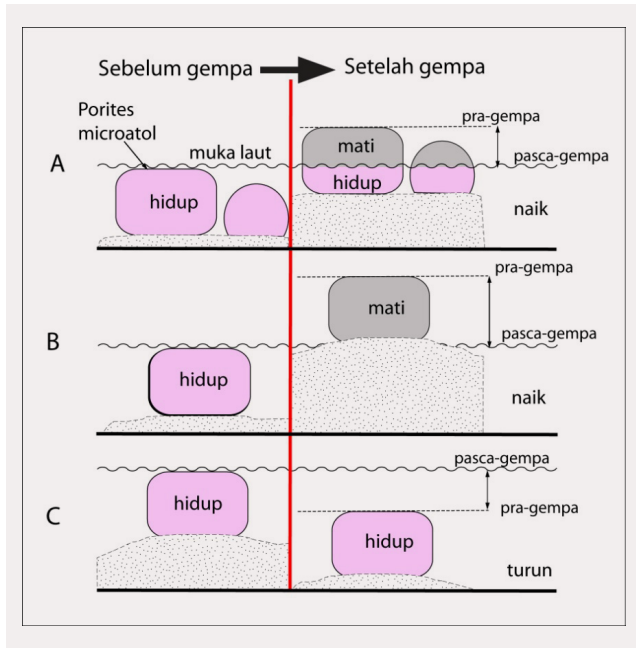 Sebelum gempa
Setelah gempa
Porites
microatol
muka laut
pra-gempa
pasca-gempa
A
hidup
mati
hidup
naik
pra-gempa
mati
pasca-gempa
B
hidup
naik
pasca-gempa
hidup
pra-gempa
C
hidup
turun